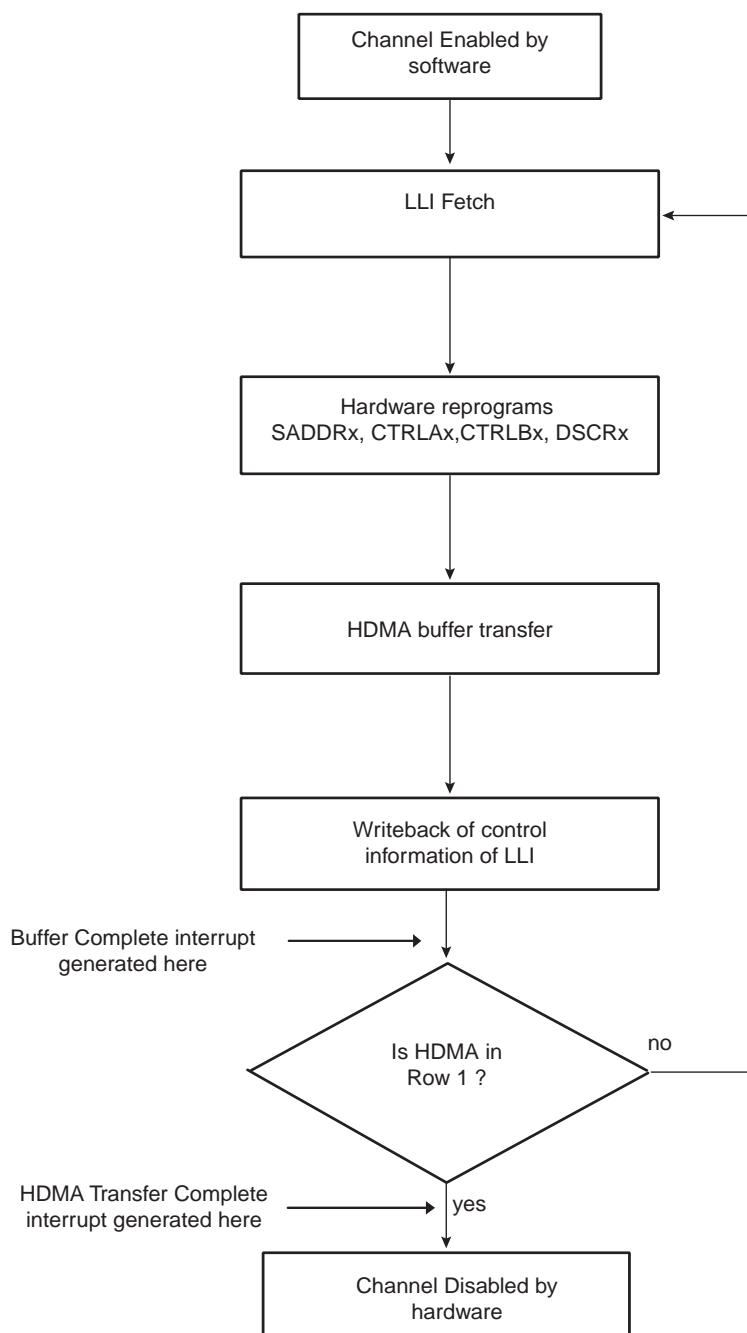 Channel Enabled by
software
LLI Fetch
Hardware reprograms
SADDRx, CTRLAx,CTRLBx, DSCRx
HDMA buffer transfer
Writeback of control
information of LLI
Buffer Complete interrupt
generated here
Is HDMA in
Row 1 ?
no
HDMA Transfer Complete
interrupt generated here
yes
Channel Disabled by
hardware